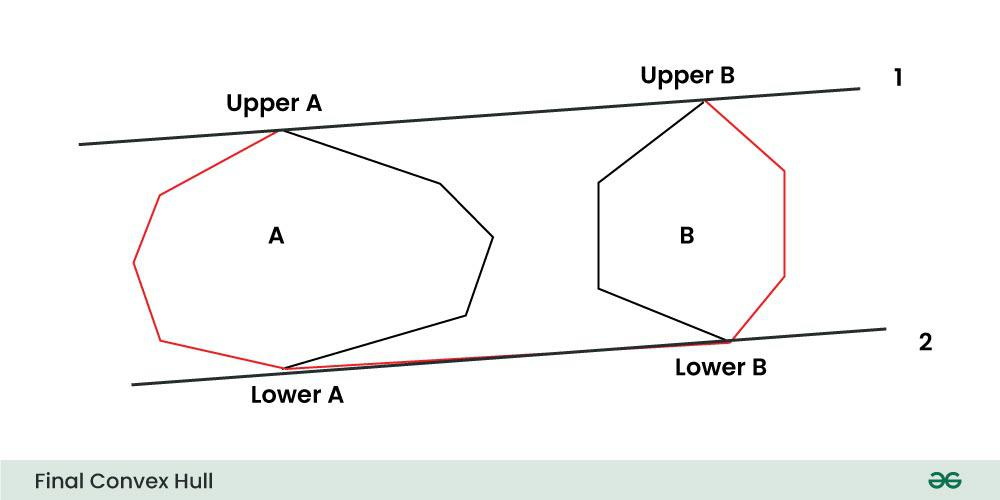 Upper B
1
Upper A
A
B
2
Lower B
Lower A
Final Convex Hull